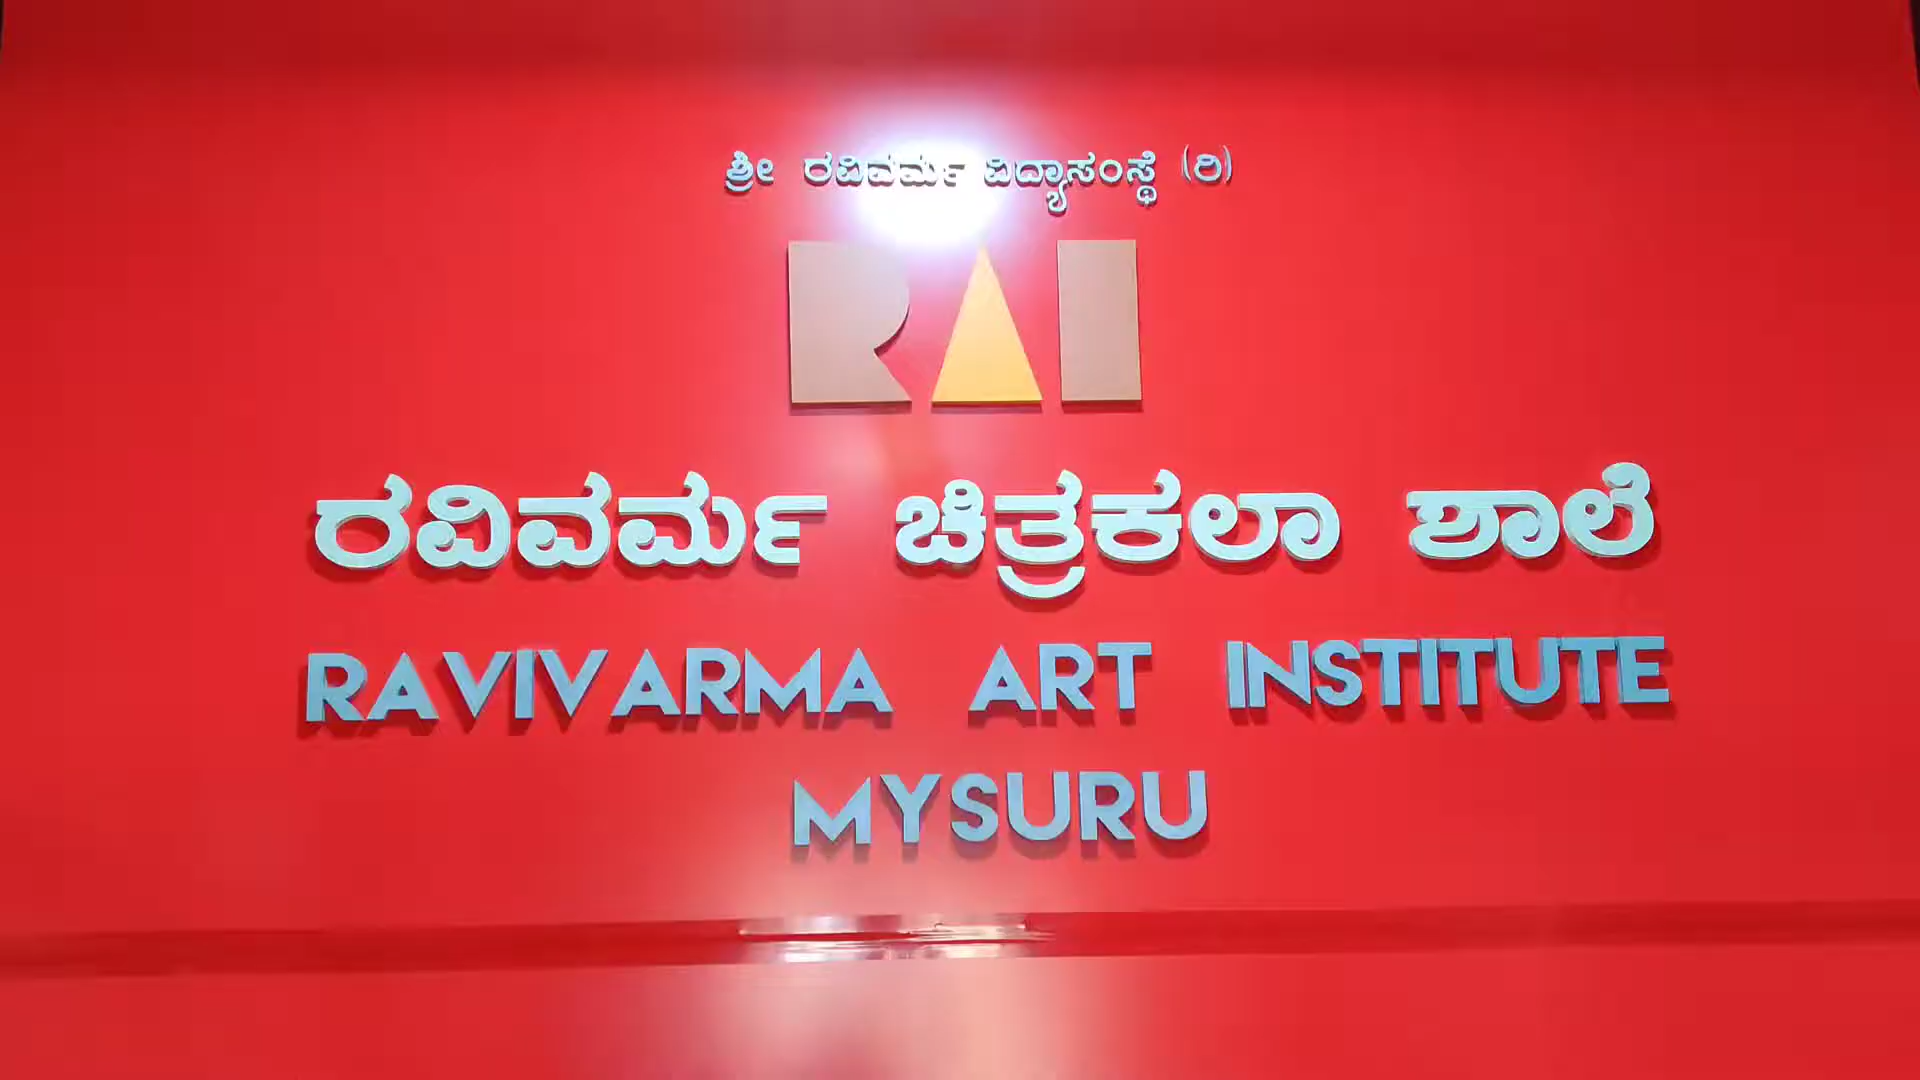 ಶ್ರೀ ರವಿವರ್ಮ ವಿದ್ಯಾಸಂಸ್ಥೆ (ರಿ)
RAI
ರವಿವರ್ಮ ಚಿತ್ರಕಲಾ ಶಾಲೆ
RAVIVARMA ART INSTITUTE
MYSURU